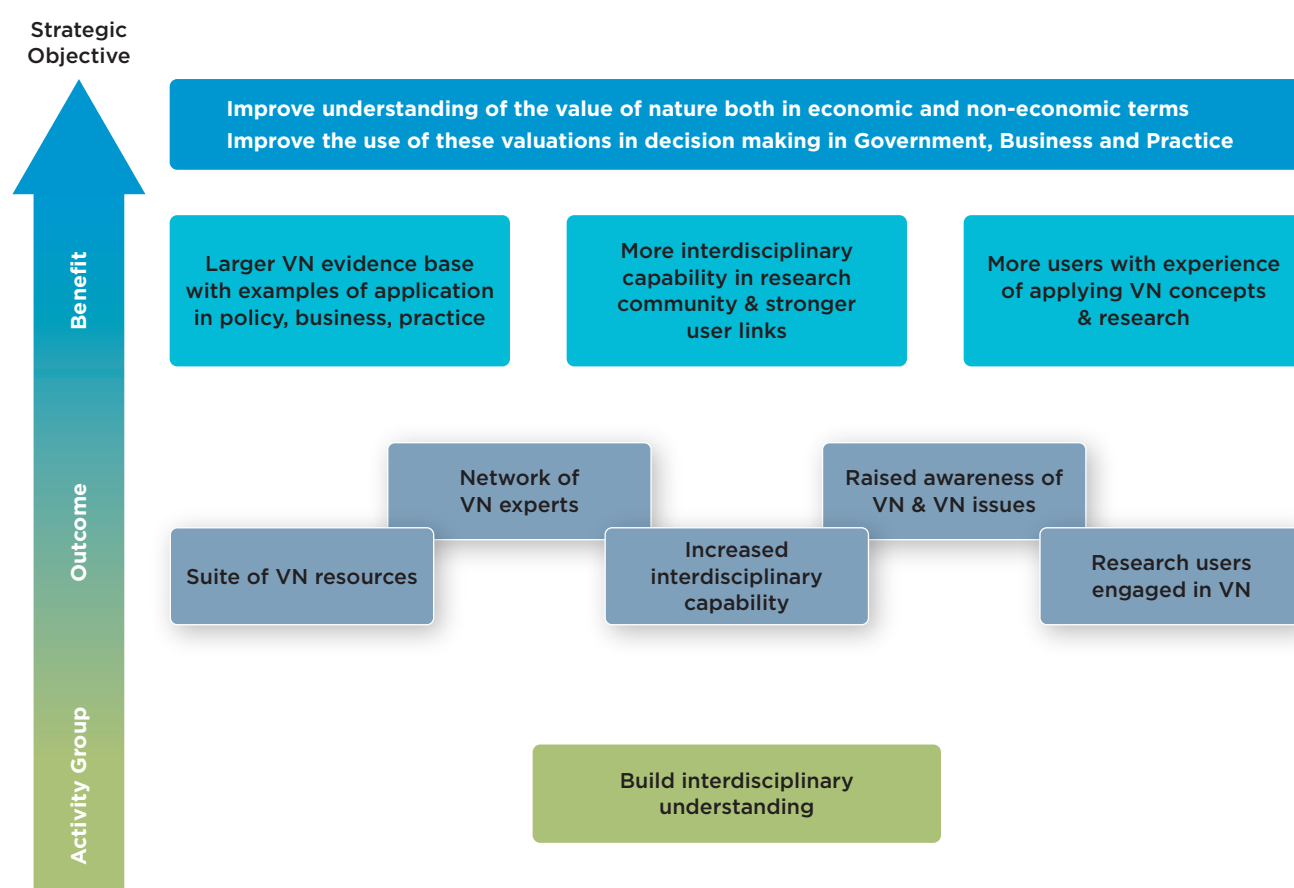 Strategic
Objective
Improve understanding of the value of nature both in economic and non-economic terms
Improve the use of these valuations in decision making in Government, Business and Practice
Benefit
Larger VN evidence base
with examples of application
in policy, business, practice
More interdisciplinary
capability in research
community & stronger
user links
More users with experience
of applying VN concepts
& research
Outcome
Network of
VN experts
Raised awareness of
VN & VN issues
Suite of VN resources
Increased
interdisciplinary
capability
Research users
engaged in VN
Activity Group
Build interdisciplinary
understanding